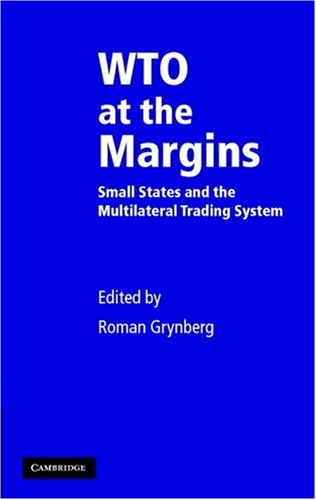 WTO
at the
Margins
Small States and the
Multilateral Trading System
Edited by
Roman Grynberg
CAMBRIDGE